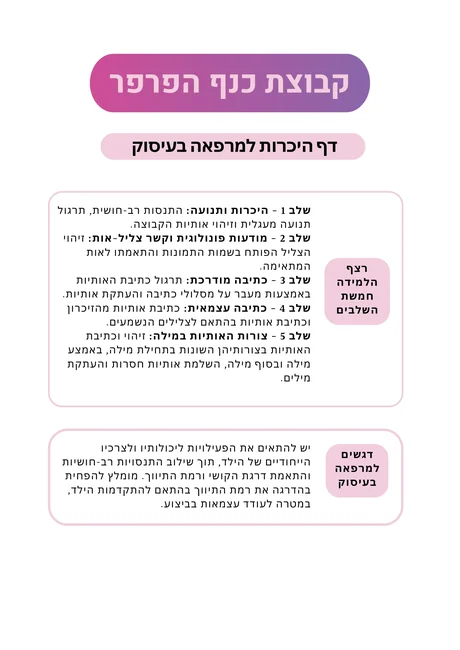 קבוצת כנף הפרפר
דף היכרות למרפאה בעיסוק
רצף
הלמידה
חמשת
השלבים
שלב 1 – היכרות ותנועה: התנסות רב-חושית, תרגול
תנועה מעגלית וזיהוי אותיות הקבוצה.
שלב 2 – מודעות פונולוגית וקשר צליל-אות: זיהוי
הצליל הפותח בשמות התמונות והתאמתו לאות
המתאימה.
שלב 3 – כתיבה מודרכת: תרגול כתיבת האותיות
באמצעות מעבר על מסלולי כתיבה והעתקת אותיות.
שלב 4 – כתיבה עצמאית: כתיבת אותיות מהזיכרון
וכתיבת אותיות בהתאם לצלילים הנשמעים.
שלב 5 – צורות האותיות במילה: זיהוי וכתיבת
האותיות בצורותיהן השונות בתחילת מילה, באמצע
מילה ובסוף מילה, השלמת אותיות חסרות והעתקת
מילים.
דגשים
למרפאה
בעיסוק
יש להתאים את הפעילויות ליכולותיו ולצרכיו
הייחודיים של הילד, תוך שילוב התנסויות רב-חושיות
והתאמת דרגת הקושי ורמת התיווך. מומלץ להפחית
בהדרגה את רמת התיווך בהתאם להתקדמות הילד,
במטרה לעודד עצמאות בביצוע.